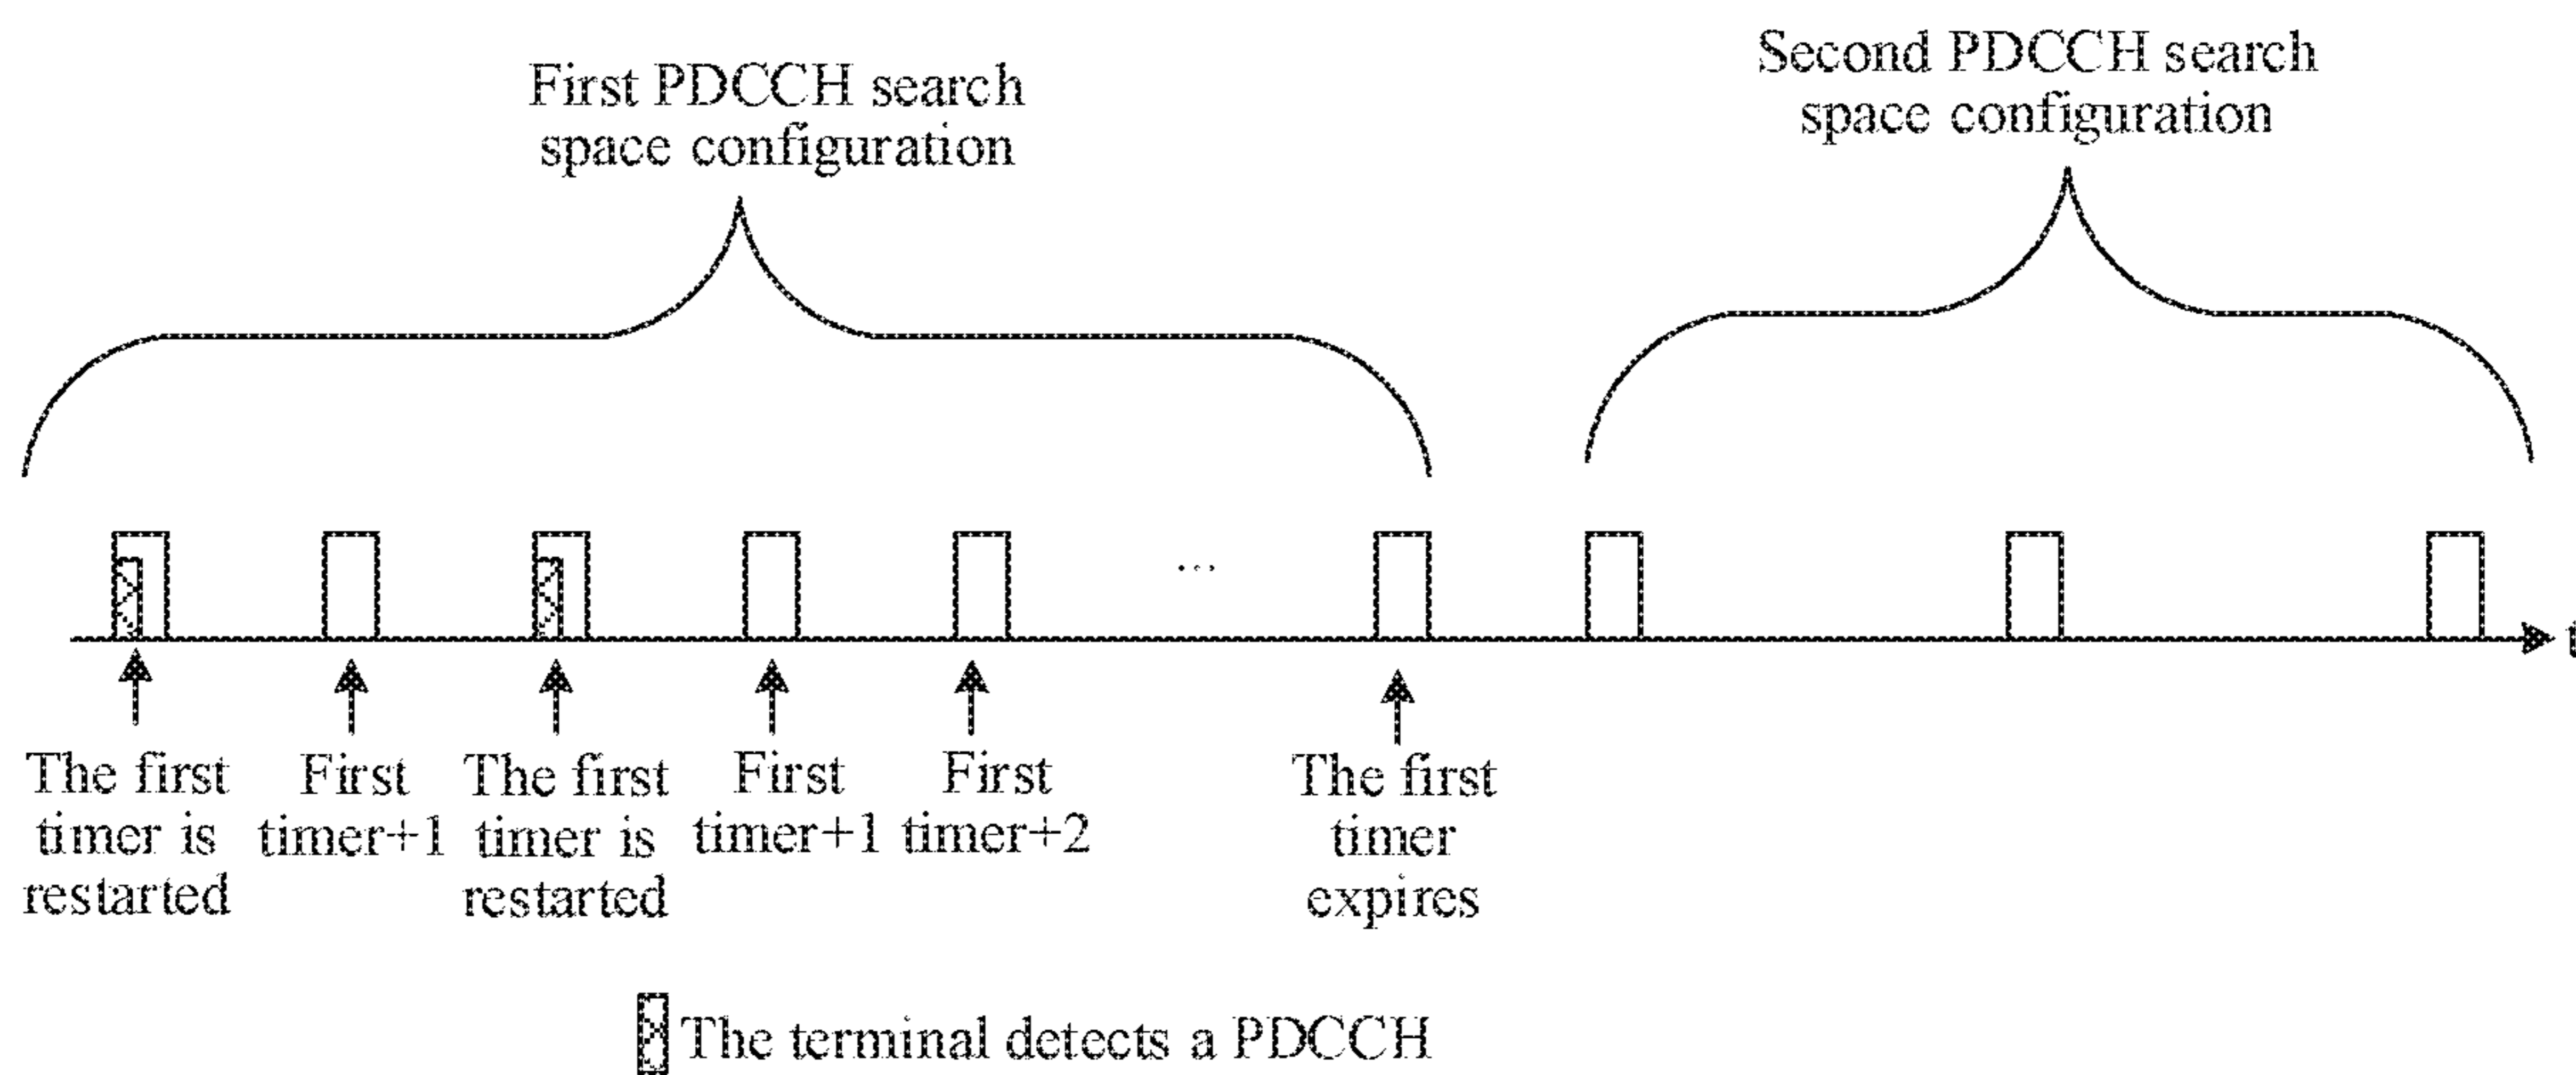 First PDCCH search
space configuration
Second PDCCH search
space configuration
...
t
The first
timer is
restarted
First
timer+1
The first
timer is
restarted
First
timer+1
First
timer+2
The first
timer
expires
The terminal detects a PDCCH